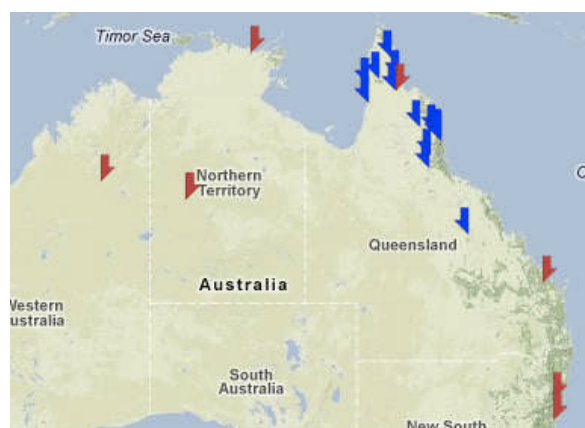 Timor Sea
Northern
Territory
Queensland
Australia
Western
ustralia
South
Australia
New South